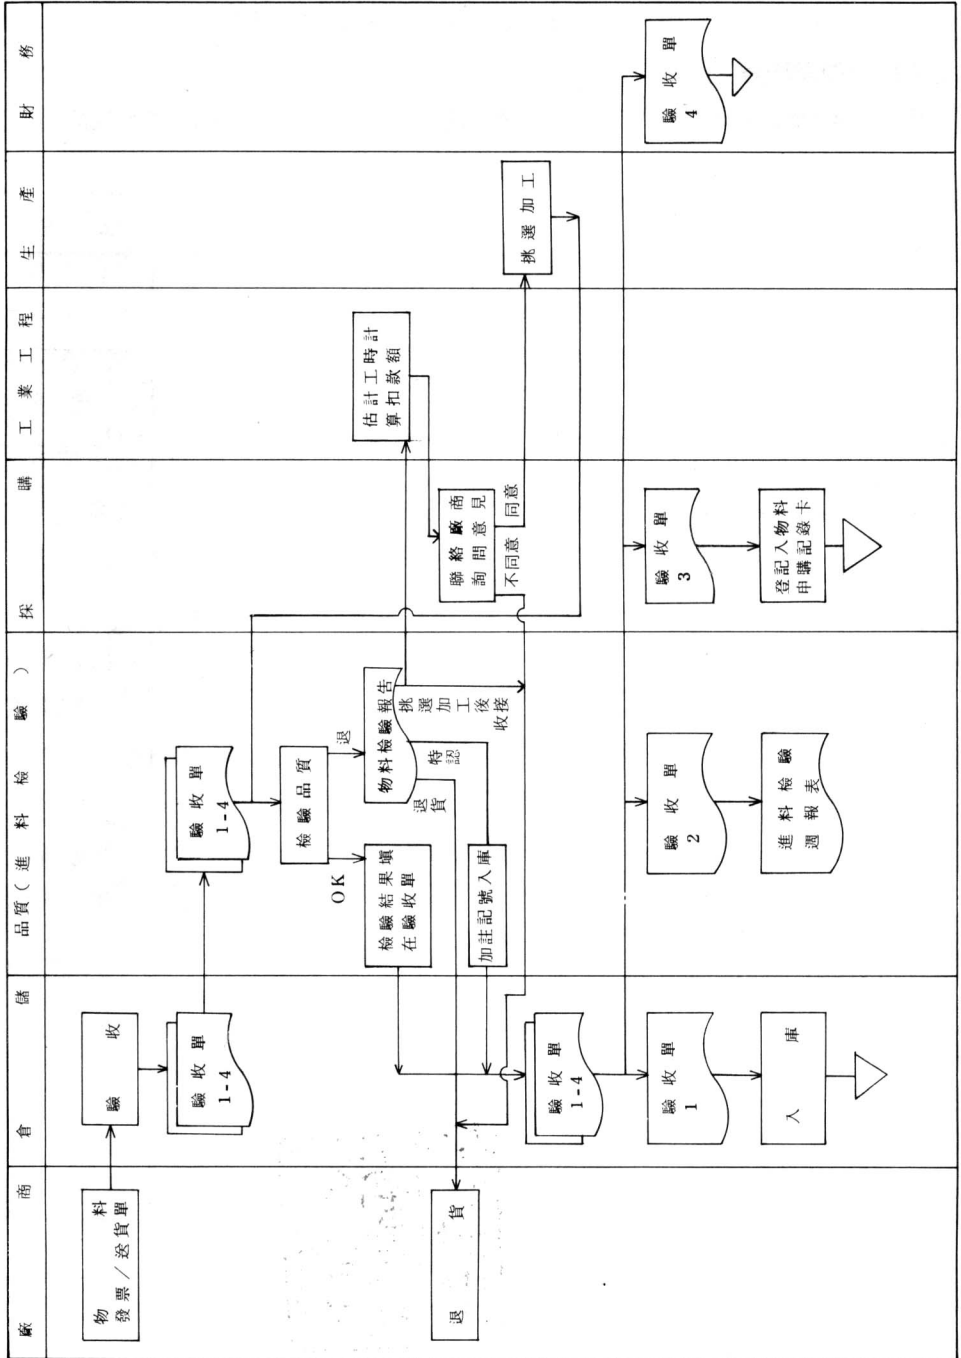 廠商
倉儲
品質(進料檢驗)
採購
工業工程
生產
財務
物料
發票/送貨單
驗收
驗收單
1-4
驗收單
1-4
檢驗品質
OK
退
檢驗結果填
在驗收單
物料檢驗報告
退貨
特認
挑選加工後
收接
估計工時計
算扣款額
聯絡廠商
詢問意見
不同意
同意
挑選加工
加註記號入庫
退貨
驗收單
1-4
驗收單
1
驗收單
2
驗收單
3
驗收單
4
入庫
進料檢驗
週報表
登記入物料
申購記錄卡